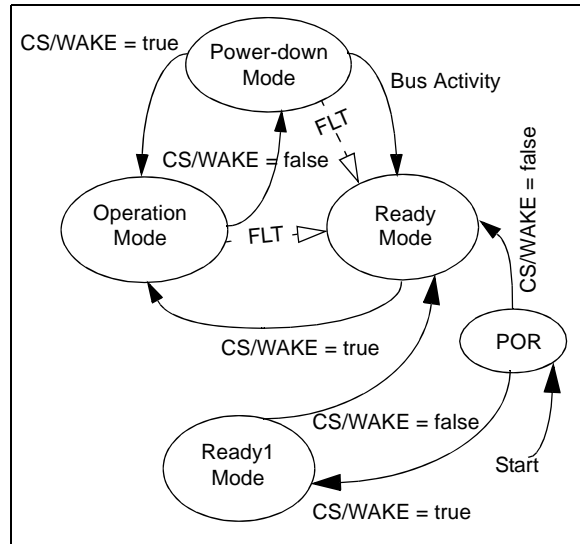 CS/WAKE = true
Power-down
Mode
Bus Activity
FLT
CS/WAKE = false
Operation
Mode
FLT
Ready
Mode
CS/WAKE = false
CS/WAKE = true
POR
CS/WAKE = false
Ready1
Mode
Start
CS/WAKE = true